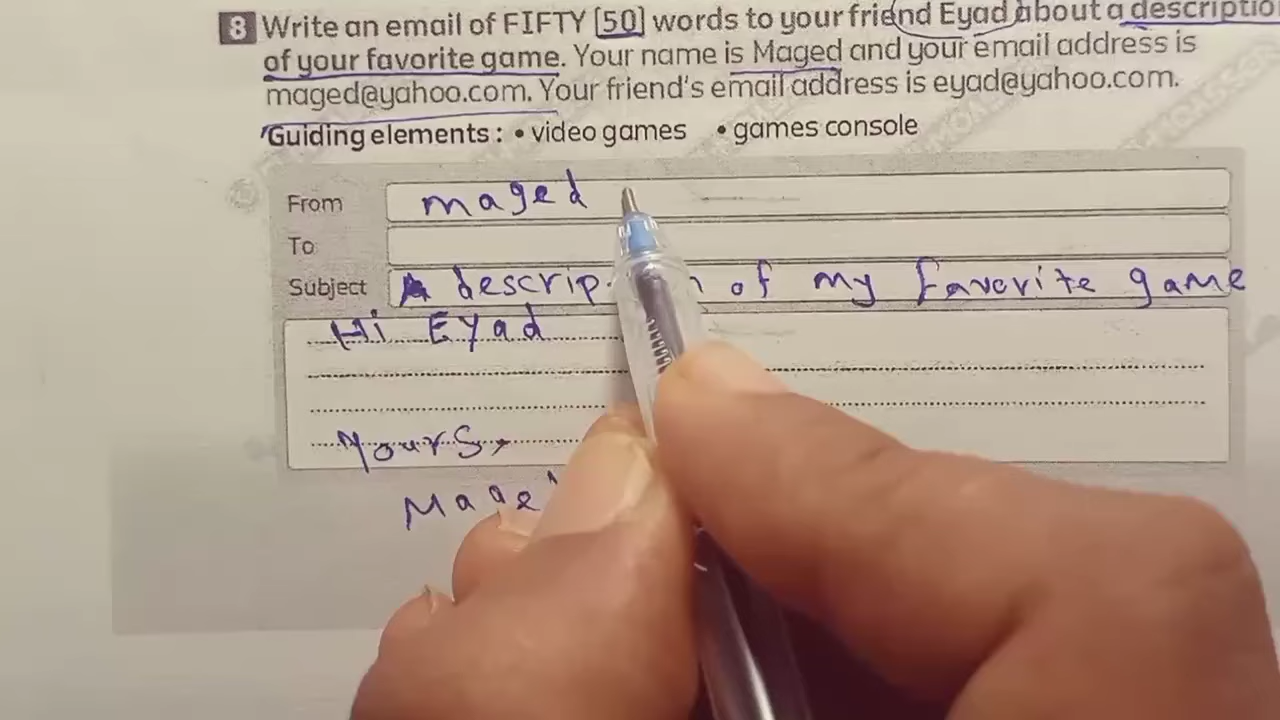 8 Write an email of FIFTY (50) words to your friend Eyad about a descriptio
of your favorite game. Your name is Maged and your email address is
maged@yahoo.com. Your friend's email address is eyad@yahoo.com.
Guiding elements : • video games • games console
From maged
To
Subject A descrip n of my favorite game
Hi Eyad
Yours,
Maged